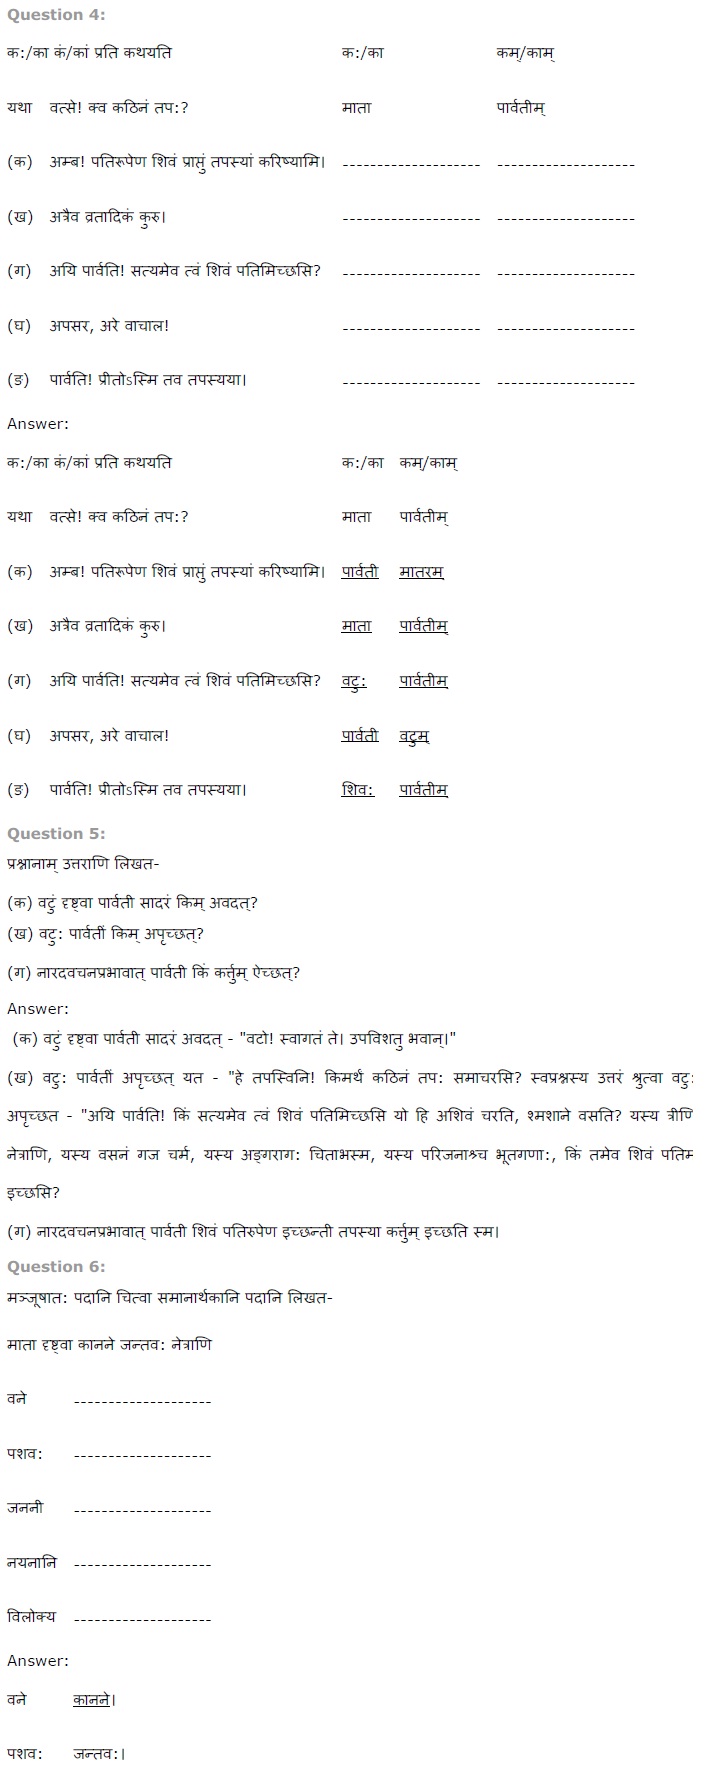 Question 4:
क:/का कं/कां प्रति कथयति क:/का कम्/काम्
यथा वत्से! क्व कठिनं तप:? माता पार्वतीम्
(क) अम्ब! पतिरूपेण शिवं प्राप्तुं तपस्यां करिष्यामि। -------------------- --------------------
(ख) अत्रैव व्रतादिकं कुरु। -------------------- --------------------
(ग) अयि पार्वति! सत्यमेव त्वं शिवं पतिमिच्छसि? -------------------- --------------------
(घ) अपसर, अरे वाचाल! -------------------- --------------------
(ङ) पार्वति! प्रीतोऽस्मि तव तपस्यया। -------------------- --------------------
Answer:
क:/का कं/कां प्रति कथयति क:/का कम्/काम्
यथा वत्से! क्व कठिनं तप:? माता पार्वतीम्
(क) अम्ब! पतिरूपेण शिवं प्राप्तुं तपस्यां करिष्यामि। पार्वती मातरम्
(ख) अत्रैव व्रतादिकं कुरु। माता पार्वतीम्
(ग) अयि पार्वति! सत्यमेव त्वं शिवं पतिमिच्छसि? वटु: पार्वतीम्
(घ) अपसर, अरे वाचाल! पार्वती वटुम्
(ङ) पार्वति! प्रीतोऽस्मि तव तपस्यया। शिव: पार्वतीम्
Question 5:
प्रश्नानाम् उत्तराणि लिखत-
(क) वटुं दृष्ट्वा पार्वती सादरं किम् अवदत्?
(ख) वटु: पार्वतीं किम् अपृच्छत्?
(ग) नारदवचनप्रभावात् पार्वती किं कर्त्तुम् ऐच्छत्?
Answer:
(क) वटुं दृष्ट्वा पार्वती सादरं अवदत् - "वटो! स्वागतं ते। उपविशतु भवान्।"
(ख) वटु: पार्वतीं अपृच्छत् यत - "हे तपस्विनि! किमर्थं कठिनं तप: समाचरसि? स्वप्रश्नस्य उत्तरं श्रुत्वा वटु:
अपृच्छत - "अयि पार्वति! किं सत्यमेव त्वं शिवं पतिमिच्छसि यो हि अशिवं चरति, श्मशाने वसति? यस्य त्रीणि
नेत्राणि, यस्य वसनं गज चर्म, यस्य अङ्गराग: चिताभस्म, यस्य परिजनाश्च भूतगणा:, किं तमेव शिवं पतिम
इच्छसि?
(ग) नारदवचनप्रभावात् पार्वती शिवं पतिरुपेण इच्छन्ती तपस्या कर्त्तुम् इच्छति स्म।
Question 6:
मञ्जूषात: पदानि चित्वा समानार्थकानि पदानि लिखत-
माता दृष्ट्वा कानने जन्तव: नेत्राणि
वने --------------------
पशव: --------------------
जननी --------------------
नयनानि --------------------
विलोक्य --------------------
Answer:
वने कानने।
पशव: जन्तव:।